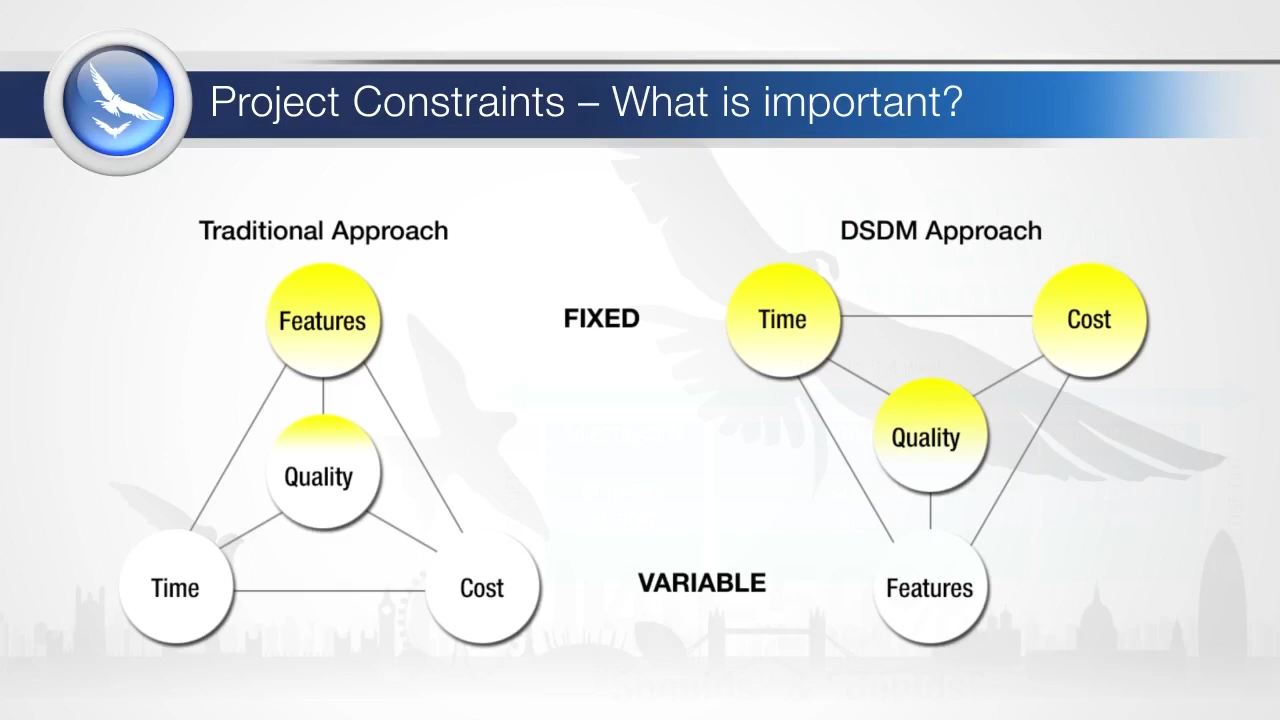 Project Constraints – What is important?
Traditional Approach
Features
Quality
Time
Cost
FIXED
VARIABLE
DSDM Approach
Time
Cost
Quality
Features